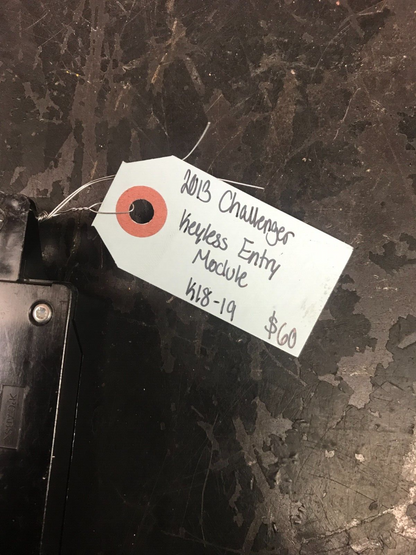 2013 Challenger
Keyless Entry
Module
K18-19
$60